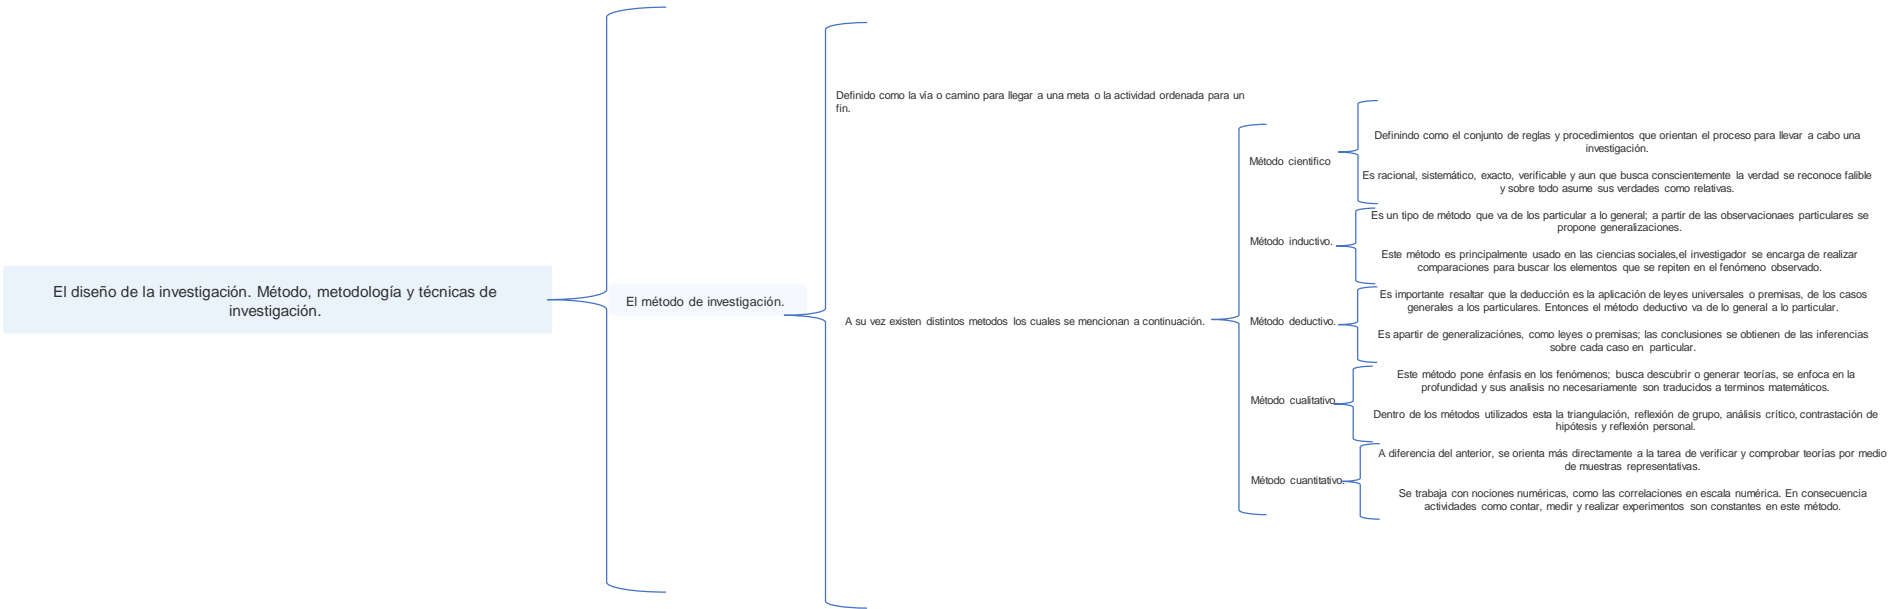 El diseño de la investigación. Método, metodología y técnicas de
investigación.
El método de investigación.
Definido como la vía o camino para llegar a una meta o la actividad ordenada para un
fin.
A su vez existen distintos metodos los cuales se mencionan a continuación.
Método cientifico
Definindo como el conjunto de reglas y procedimientos que orientan el proceso para llevar a cabo una
investigación.
Es racional, sistemático, exacto, verificable y aun que busca conscientemente la verdad se reconoce falible
y sobre todo asume sus verdades como relativas.
Método inductivo.
Es un tipo de método que va de los particular a lo general; a partir de las observacionaes particulares se
propone generalizaciones.
Este método es principalmente usado en las ciencias sociales,el investigador se encarga de realizar
comparaciones para buscar los elementos que se repiten en el fenómeno observado.
Método deductivo.
Es importante resaltar que la deducción es la aplicación de leyes universales o premisas, de los casos
generales a los particulares. Entonces el método deductivo va de lo general a lo particular.
Es apartir de generalizaciónes, como leyes o premisas; las conclusiones se obtienen de las inferencias
sobre cada caso en particular.
Método cualitativo
Este método pone énfasis en los fenómenos; busca descubrir o generar teorías, se enfoca en la
profundidad y sus analisis no necesariamente son traducidos a terminos matemáticos.
Dentro de los métodos utilizados esta la triangulación, reflexión de grupo, análisis crítico, contrastación de
hipótesis y reflexión personal.
Método cuantitativo.
A diferencia del anterior, se orienta más directamente a la tarea de verificar y comprobar teorías por medio
de muestras representativas.
Se trabaja con nociones numéricas, como las correlaciones en escala numérica. En consecuencia
actividades como contar, medir y realizar experimentos son constantes en este método.